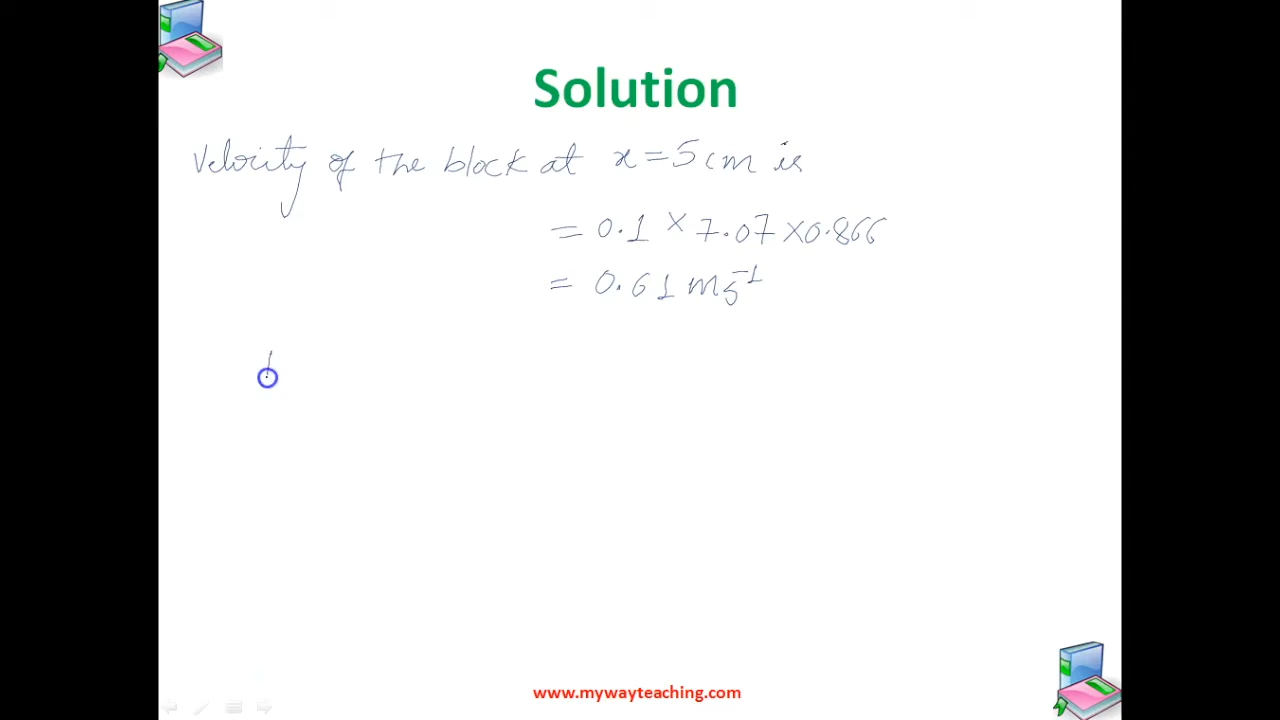 Solution
Velocity of the block at x = 5 cm is
= 0.1 × 7.07 × 0.866
= 0.61 ms⁻¹
www.mywayteaching.com